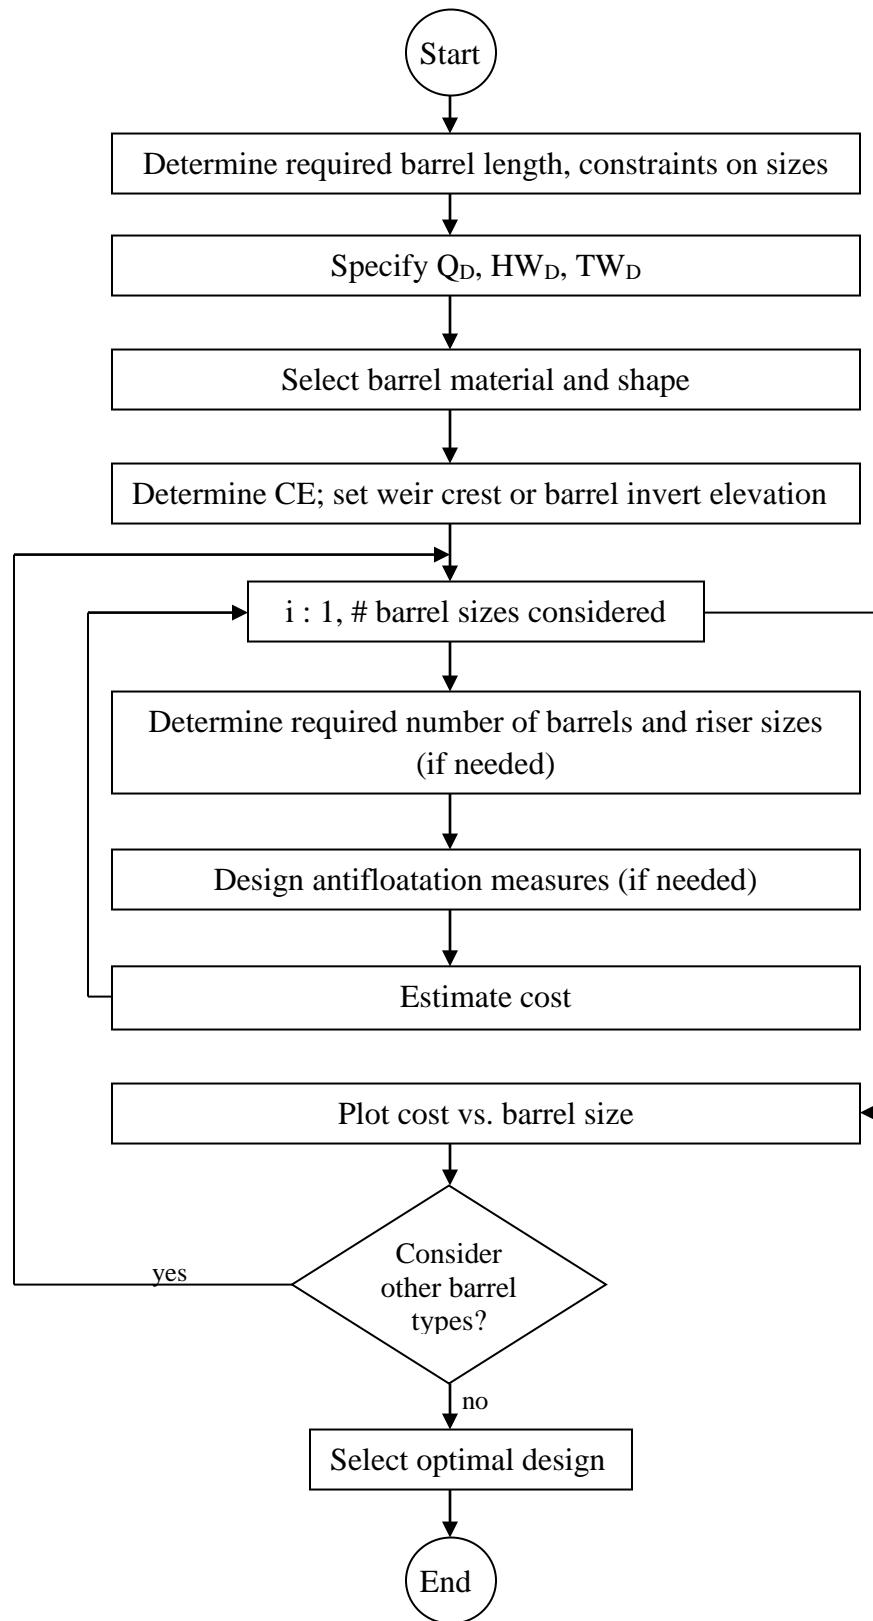 Start
Determine required barrel length, constraints on sizes
Specify Q_D, HW_D, TW_D
Select barrel material and shape
Determine CE; set weir crest or barrel invert elevation
i : 1, # barrel sizes considered
Determine required number of barrels and riser sizes
(if needed)
Design antifloatation measures (if needed)
Estimate cost
Plot cost vs. barrel size
Consider
other barrel
types?
yes
no
Select optimal design
End